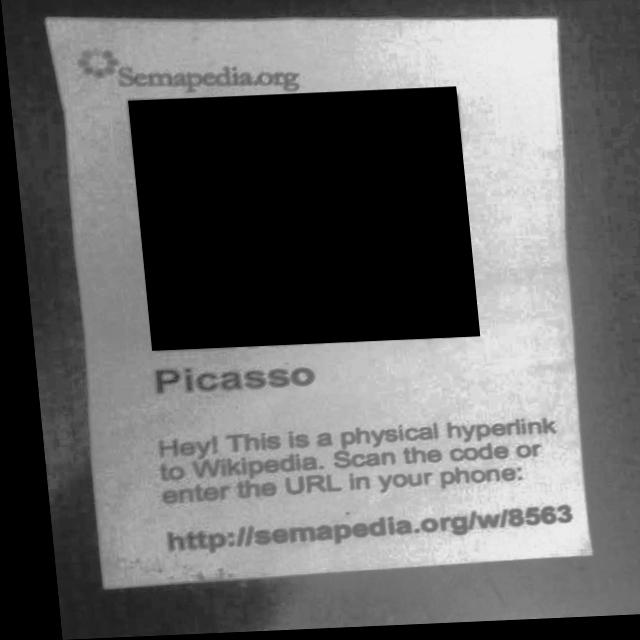 Semapedia.org
Picasso
Hey! This is a physical hyperlink
to Wikipedia. Scan the code or
enter the URL in your phone:
http://semapedia.org/w/8563